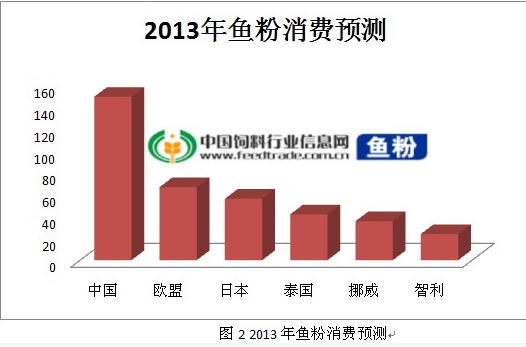 2013年鱼粉消费预测
160
140
120
100
80
60
40
20
0
中国饲料行业信息网
www.feedtrade.com.cn
鱼粉
中国 欧盟 日本 泰国 挪威 智利
图 2 2013 年鱼粉消费预测